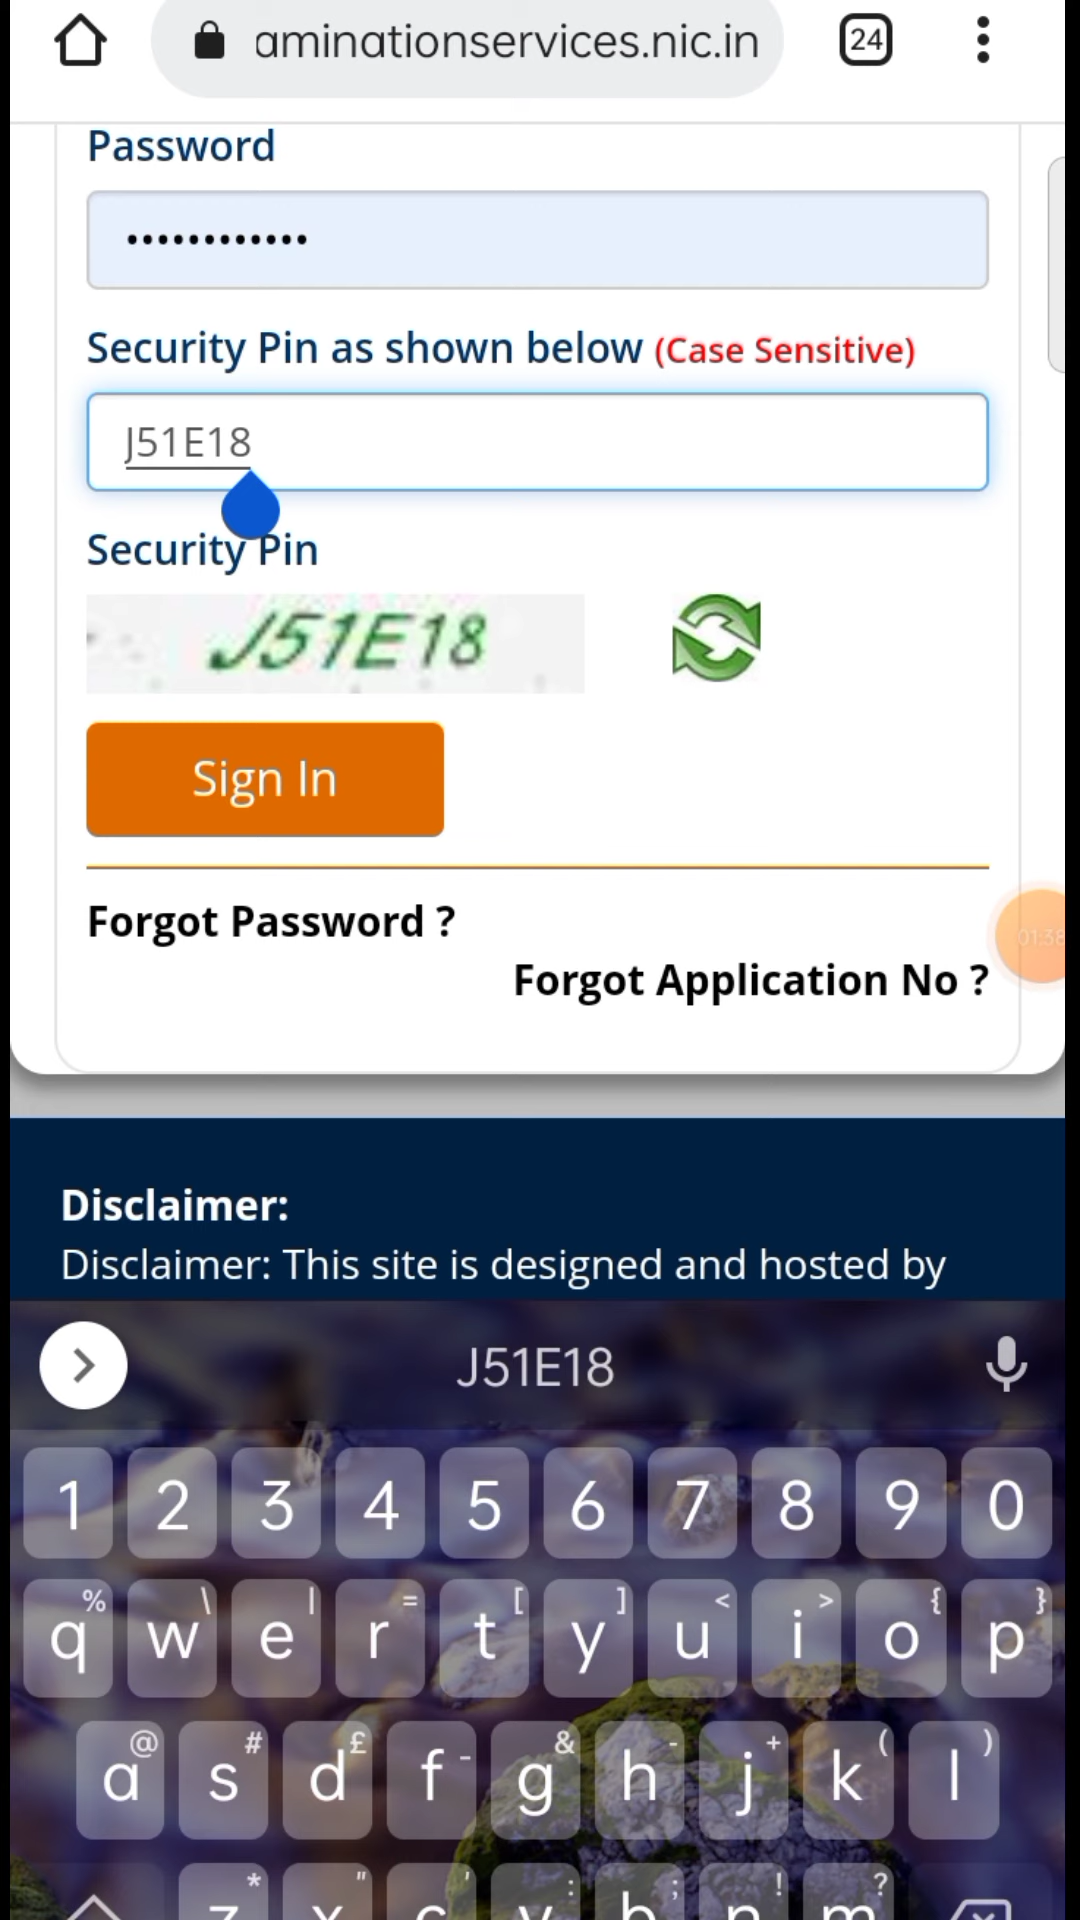 aminationservices.nic.in
24
Password
••••••••••••
Security Pin as shown below (Case Sensitive)
J51E18
Security Pin
J51E18
Sign In
Forgot Password ?
01:38
Forgot Application No ?
Disclaimer:
Disclaimer: This site is designed and hosted by
J51E18
1 2 3 4 5 6 7 8 9 0
% \ | = [ ] < > { }
q w e r t y u i o p
@ # £ - & - + ( )
a s d f g h j k l
* " ' : ; ! ?
z x c v b n m